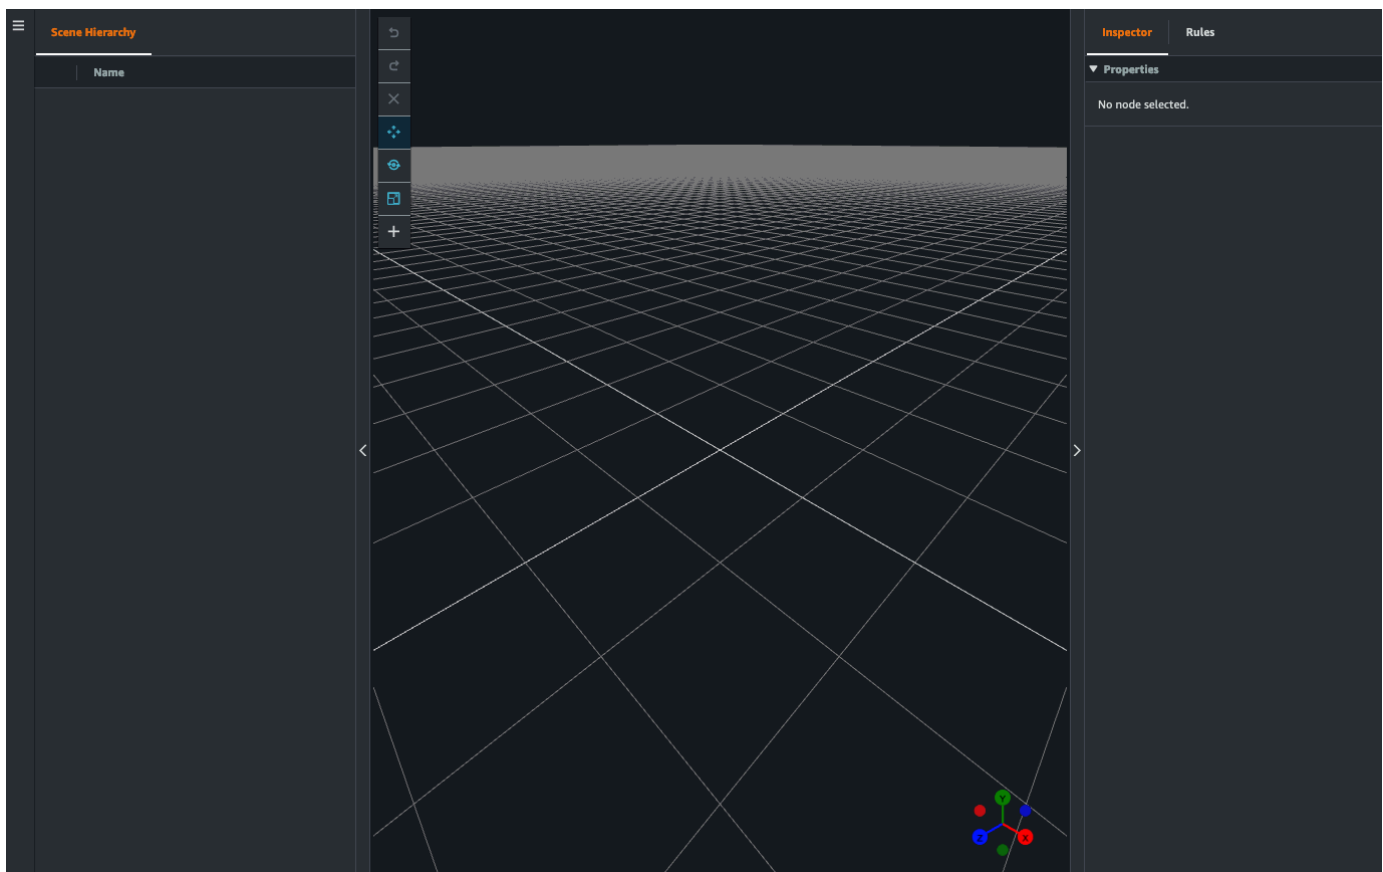 Scene Hierarchy
Name
Inspector
Rules
Properties
No node selected.
Y
Z
X